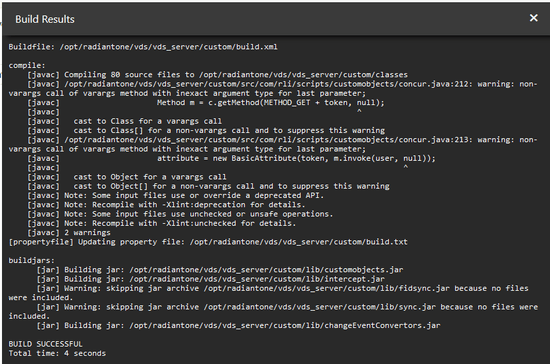 Build Results
×
Buildfile: /opt/radiantone/vds/vds_server/custom/build.xml
compile:
[javac] Compiling 80 source files to /opt/radiantone/vds/vds_server/custom/classes
[javac] /opt/radiantone/vds/vds_server/custom/src/com/rli/scripts/customobjects/concur.java:212: warning: non-
varargs call of varargs method with inexact argument type for last parameter;
[javac] Method m = c.getMethod(METHOD_GET + token, null);
[javac] ^
[javac] cast to Class for a varargs call
[javac] cast to Class[] for a non-varargs call and to suppress this warning
[javac] /opt/radiantone/vds/vds_server/custom/src/com/rli/scripts/customobjects/concur.java:213: warning: non-
varargs call of varargs method with inexact argument type for last parameter;
[javac] attribute = new BasicAttribute(token, m.invoke(user, null));
[javac] ^
[javac] cast to Object for a varargs call
[javac] cast to Object[] for a non-varargs call and to suppress this warning
[javac] Note: Some input files use or override a deprecated API.
[javac] Note: Recompile with -Xlint:deprecation for details.
[javac] Note: Some input files use unchecked or unsafe operations.
[javac] Note: Recompile with -Xlint:unchecked for details.
[javac] 2 warnings
[propertyfile] Updating property file: /opt/radiantone/vds/vds_server/custom/build.txt
buildjars:
[jar] Building jar: /opt/radiantone/vds/vds_server/custom/lib/customobjects.jar
[jar] Building jar: /opt/radiantone/vds/vds_server/custom/lib/intercept.jar
[jar] Warning: skipping jar archive /opt/radiantone/vds/vds_server/custom/lib/fidsync.jar because no files
were included.
[jar] Warning: skipping jar archive /opt/radiantone/vds/vds_server/custom/lib/sync.jar because no files were
included.
[jar] Building jar: /opt/radiantone/vds/vds_server/custom/lib/changeEventConvertors.jar
BUILD SUCCESSFUL
Total time: 4 seconds